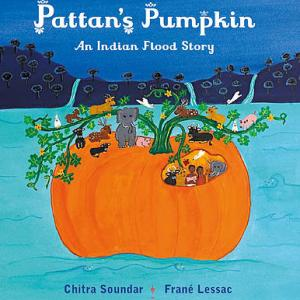 Pattan's Pumpkin
An Indian Flood Story
Chitra Soundar Frané Lessac